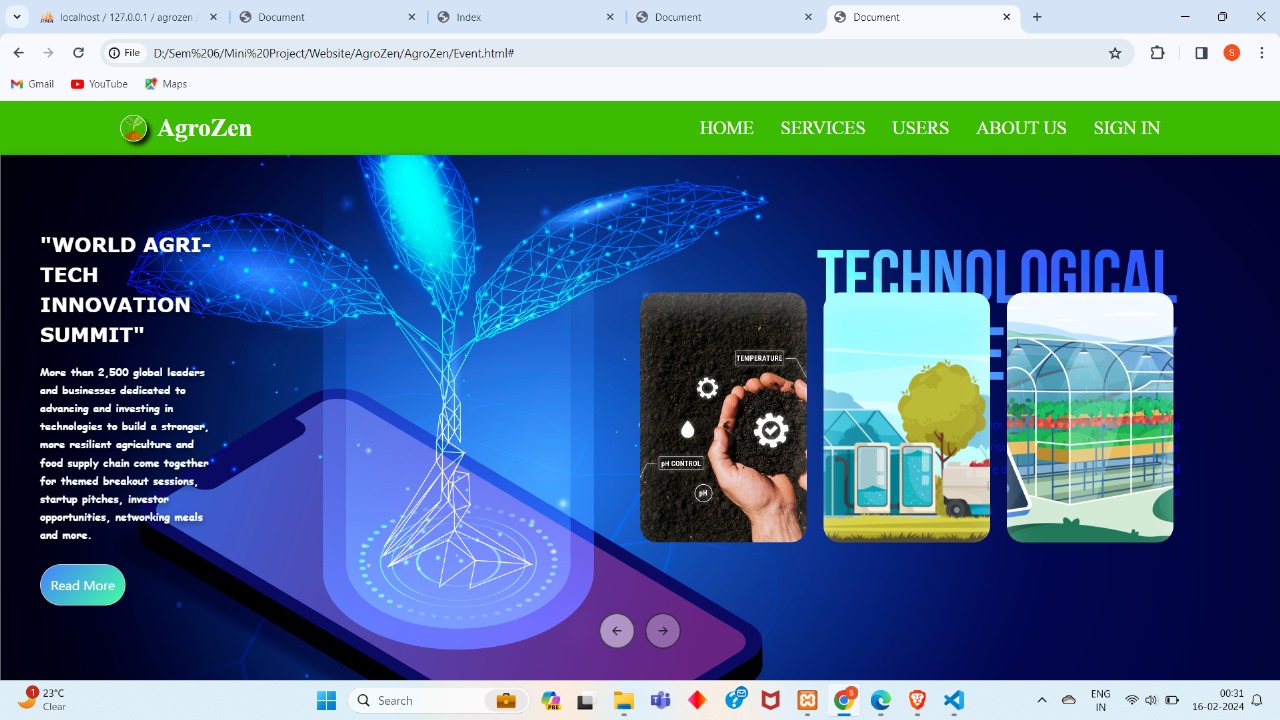 localhost / 127.0.0.1 / agrozen
Document
Index
Document
Document
File
D:/Sem%206/Mini%20Project/Website/AgroZen/AgroZen/Event.html#
S
Gmail
YouTube
Maps
AgroZen
HOME
SERVICES
USERS
ABOUT US
SIGN IN
"WORLD AGRI-
TECH
INNOVATION
SUMMIT"
More than 2,500 global leaders
and businesses dedicated to
advancing and investing in
technologies to build a stronger,
more resilient agriculture and
food supply chain come together
for themed breakout sessions,
startup pitches, investor
opportunities, networking meals
and more.
Read More
TECHNOLOGICAL
TEMPERATURE
pH CONTROL
pH
1
23°C
Clear
Search
PRE
S
ENG
IN
00:31
16-02-2024